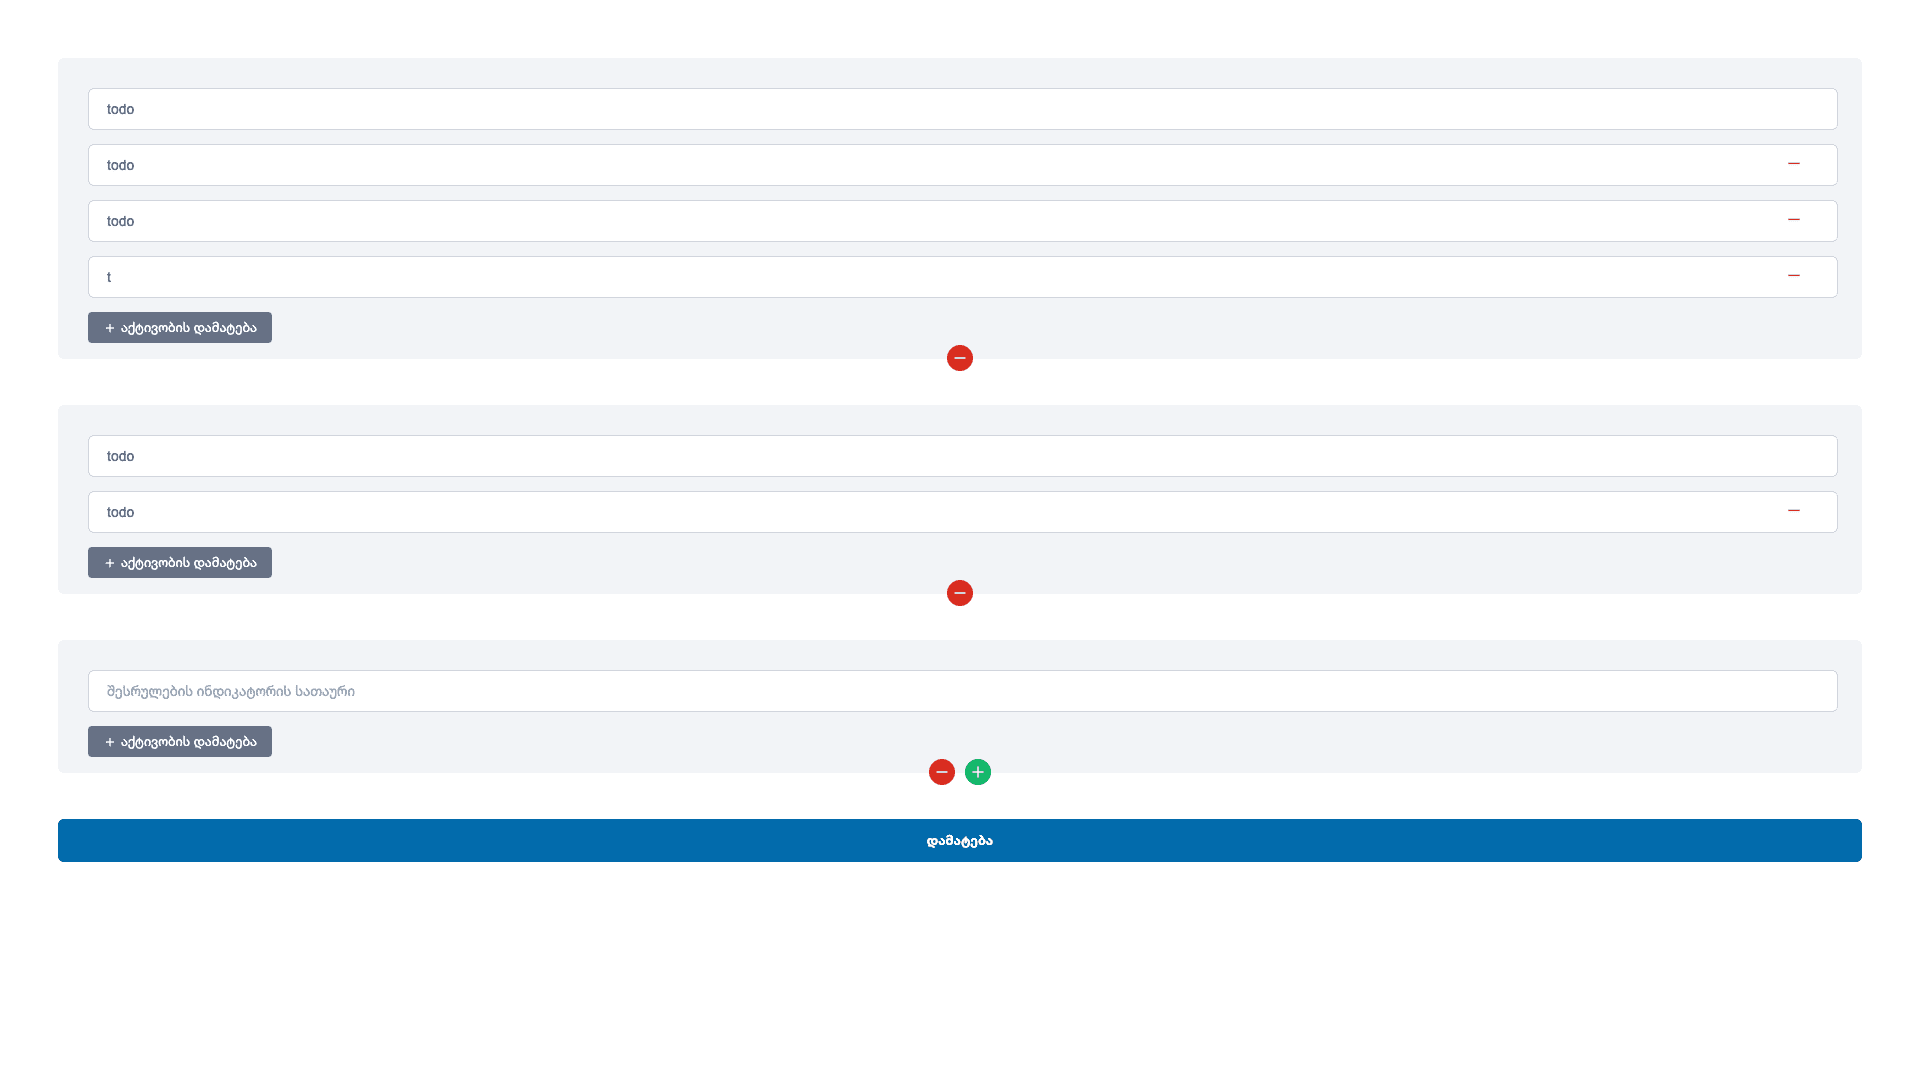 todo
todo
todo
t
+ აქტივობის დამატება
todo
todo
+ აქტივობის დამატება
შესრულების ინდიკატორის სათაური
+ აქტივობის დამატება
დამატება